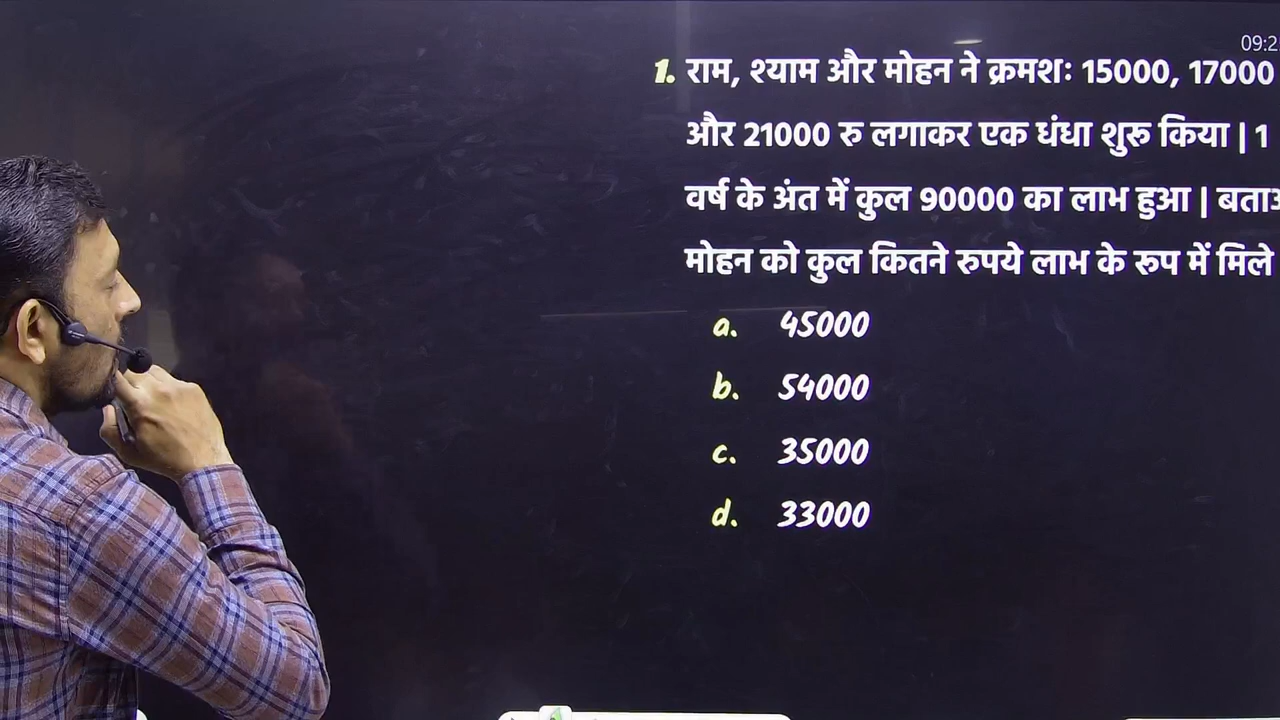 09:2
1. राम, श्याम और मोहन ने क्रमशः 15000, 17000
और 21000 रु लगाकर एक धंधा शुरू किया | 1
वर्ष के अंत में कुल 90000 का लाभ हुआ |
मोहन को कुल कितने रुपये लाभ के रूप में मिले
a. 45000
b. 54000
c. 35000
d. 33000